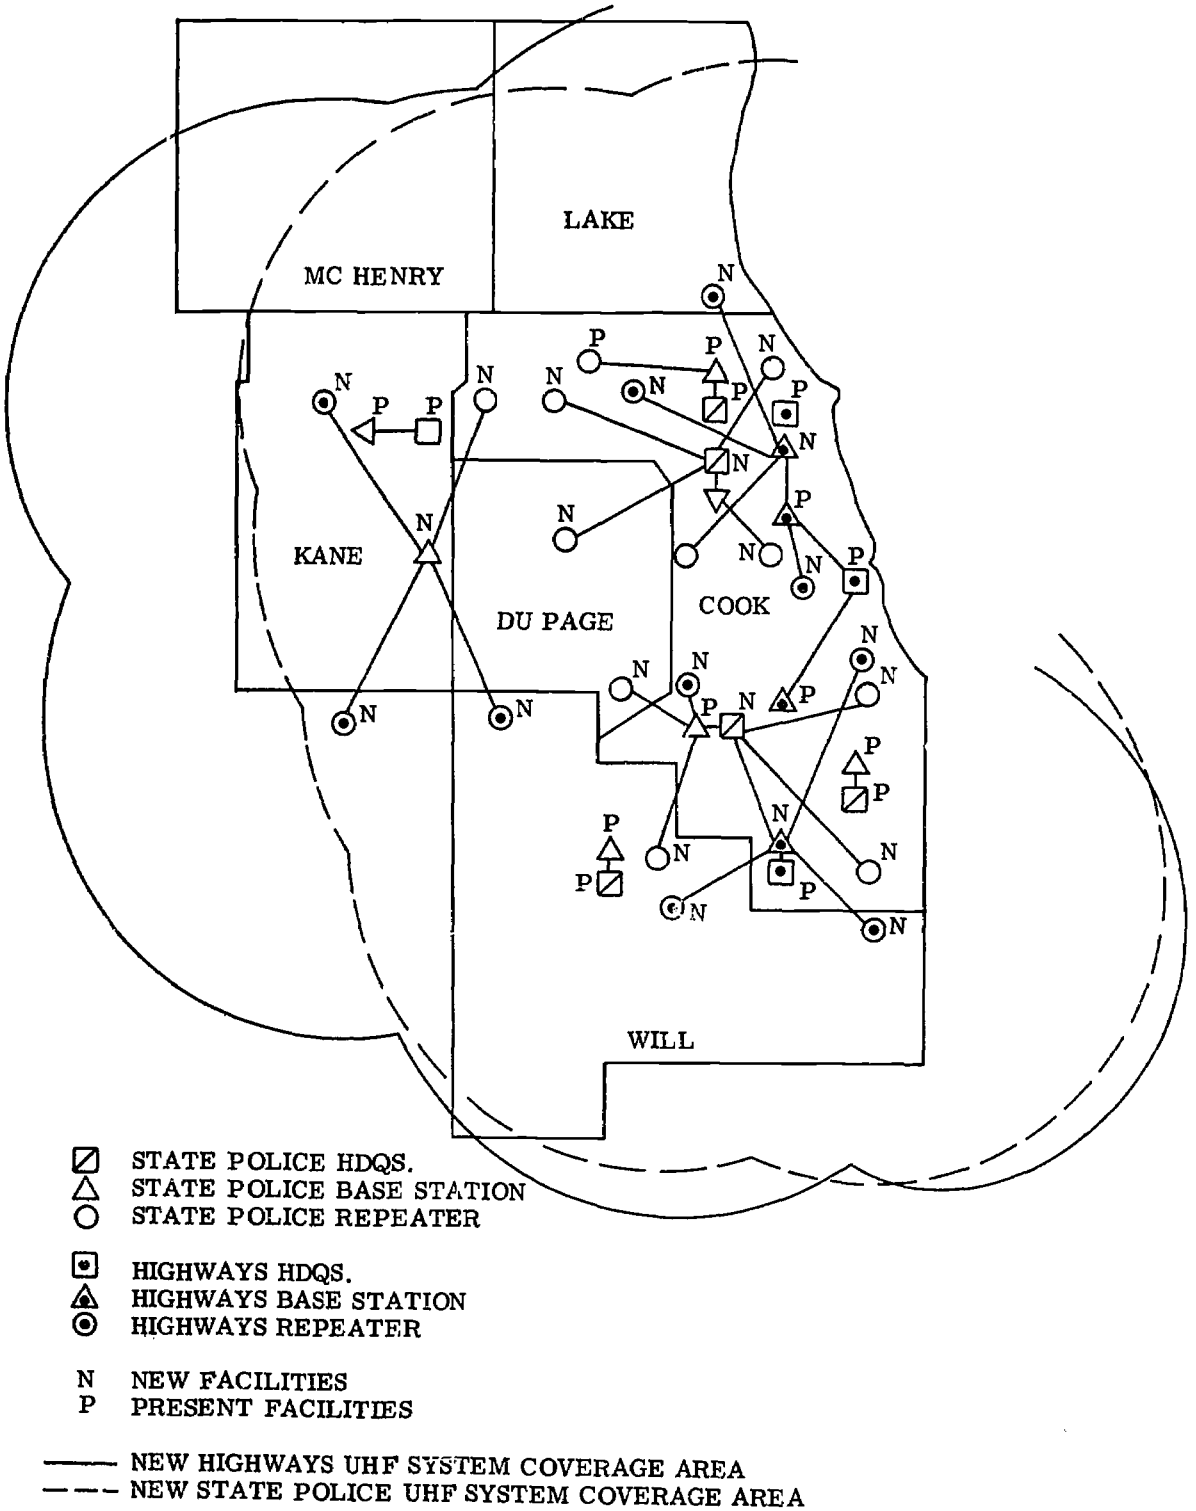 LAKE
MC HENRY
N
P
P
N
N
N
N
N
P
P
P
P
N
N
N
P
N
N
N
P
KANE
COOK
DU PAGE
N
N
N
N
N
P
N
P
N
N
P
P
N
P
N
N
P
P
N
N
WILL
STATE POLICE HDQS.
STATE POLICE BASE STATION
STATE POLICE REPEATER
HIGHWAYS HDQS.
HIGHWAYS BASE STATION
HIGHWAYS REPEATER
N NEW FACILITIES
P PRESENT FACILITIES
NEW HIGHWAYS UHF SYSTEM COVERAGE AREA
NEW STATE POLICE UHF SYSTEM COVERAGE AREA